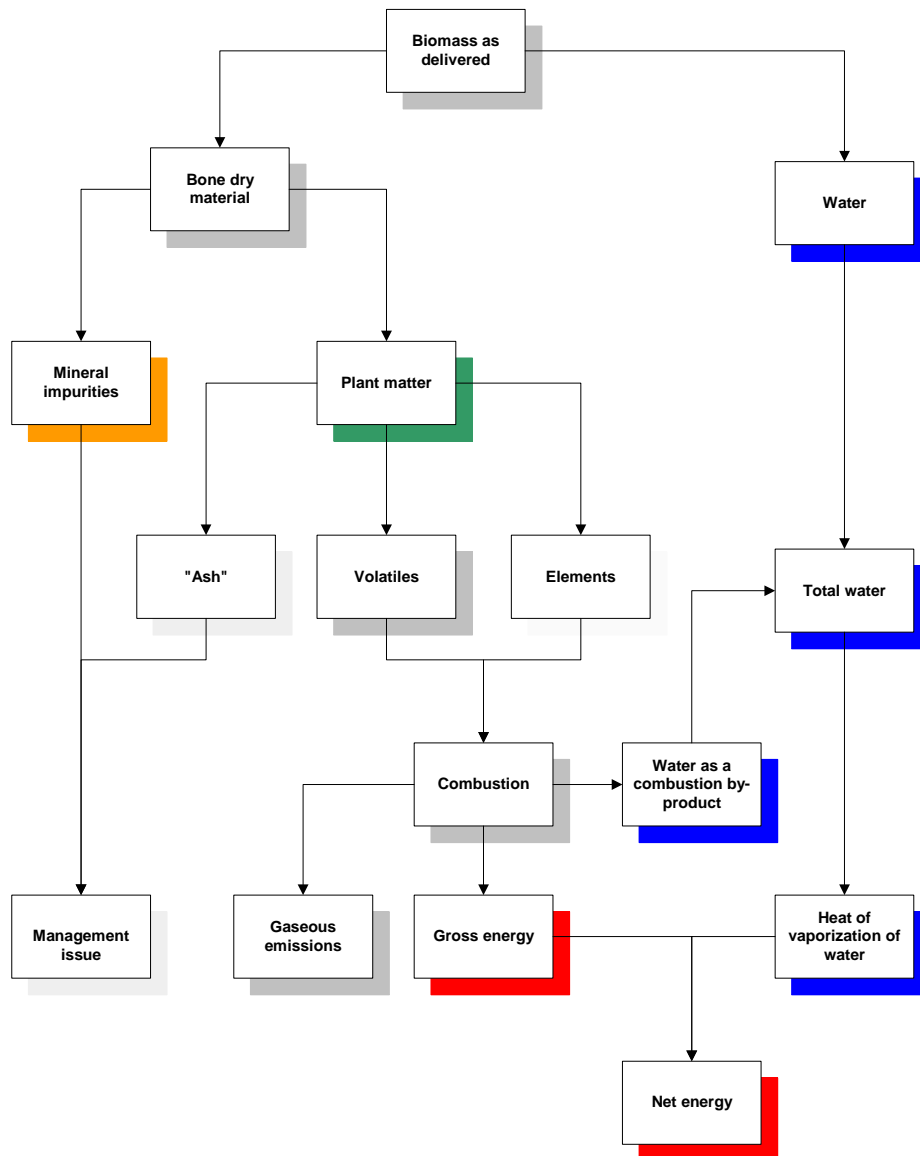 Biomass as
delivered
Bone dry
material
Water
Mineral
impurities
Plant matter
"Ash"
Volatiles
Elements
Total water
Combustion
Water as a
combustion by-
product
Management
issue
Gaseous
emissions
Gross energy
Heat of
vaporization of
water
Net energy